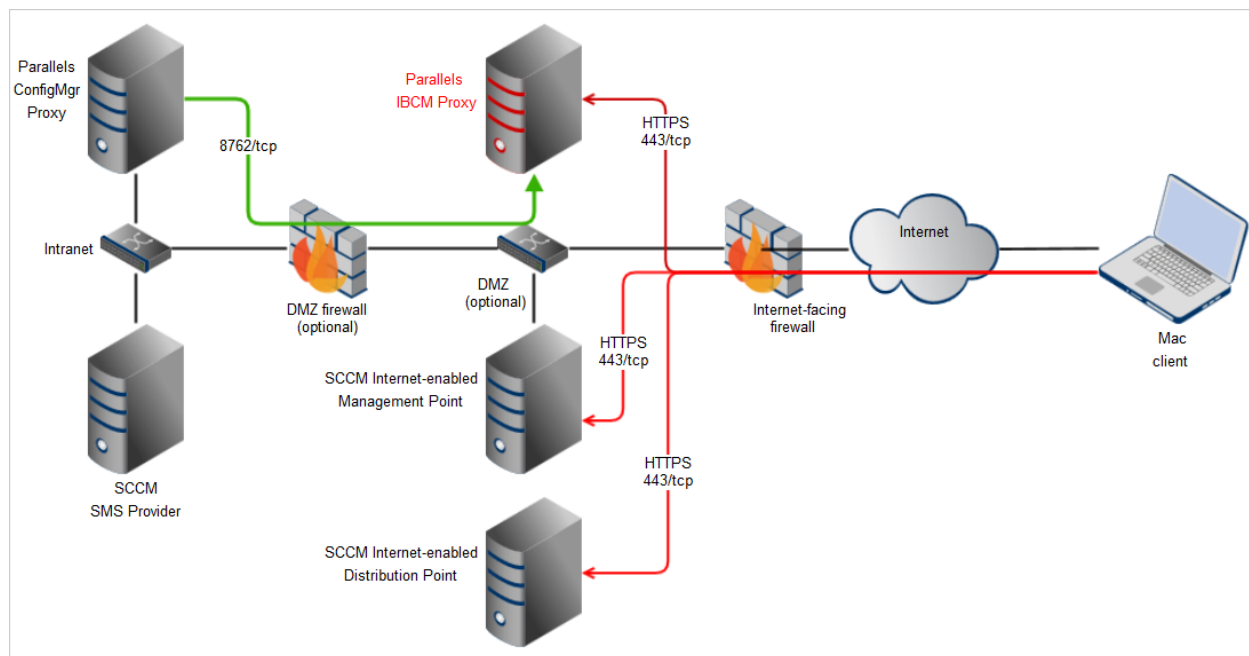 Parallels
ConfigMgr
Proxy
8762/tcp
Parallels
IBCM Proxy
HTTPS
443/tcp
Intranet
DMZ firewall
(optional)
DMZ
(optional)
Internet-facing
firewall
Internet
Mac
client
SCCM
SMS Provider
SCCM Internet-enabled
Management Point
HTTPS
443/tcp
SCCM Internet-enabled
Distribution Point
HTTPS
443/tcp